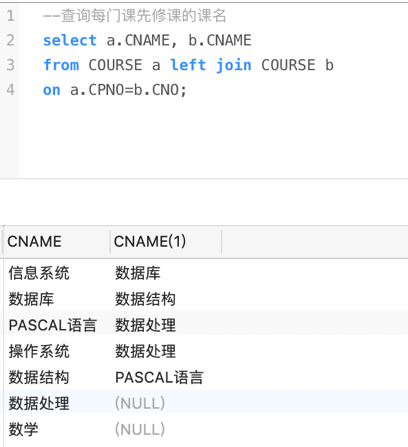 1 --查询每门课先修课的课名
2 select a.CNAME, b.CNAME
3 from COURSE a left join COURSE b
4 on a.CPNO=b.CNO;
CNAME CNAME(1)
信息系统 数据库
数据库 数据结构
PASCAL语言 数据处理
操作系统 数据处理
数据结构 PASCAL语言
数据处理 (NULL)
数学 (NULL)